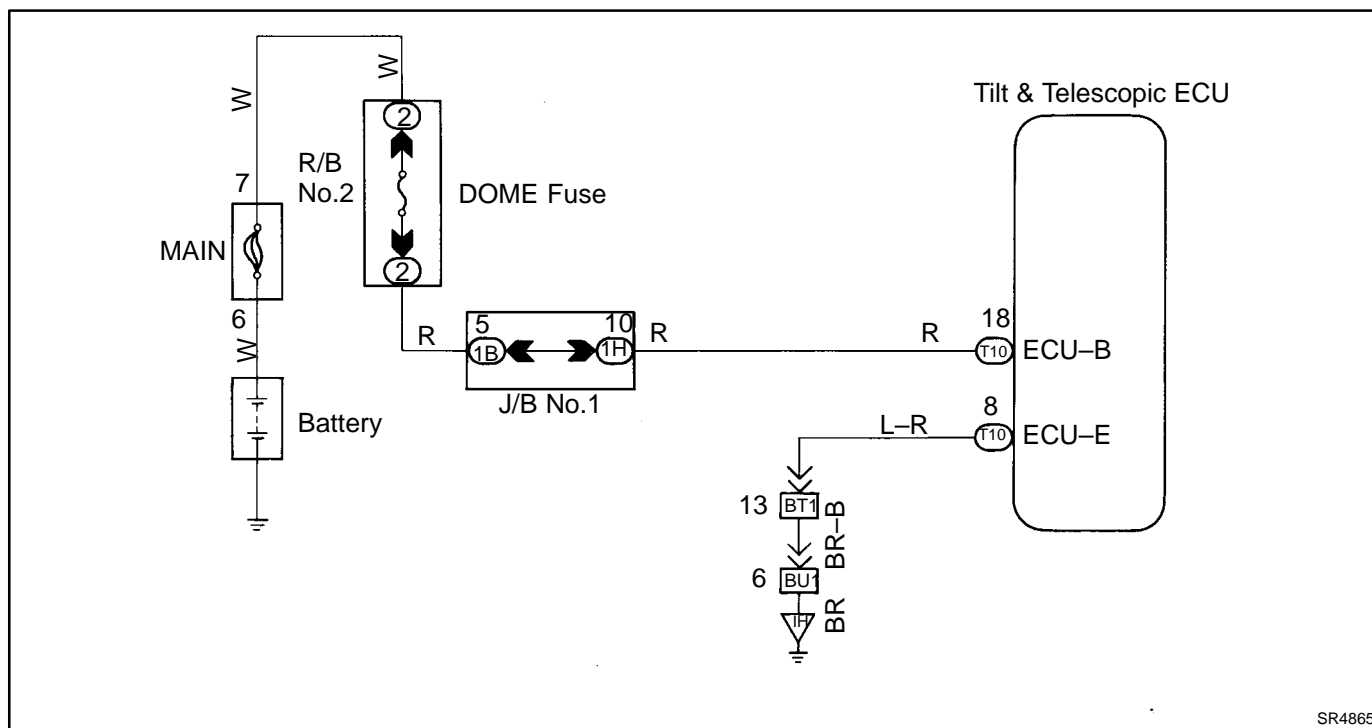 W
W
Tilt & Telescopic ECU
2
R/B
No.2
DOME Fuse
7
MAIN
2
6
W
R
5
10
R
R
18
1B
1H
T10
ECU–B
J/B No.1
Battery
L–R
8
T10
ECU–E
13
BT1
BR–B
6
BU1
BR
IH
SR4865